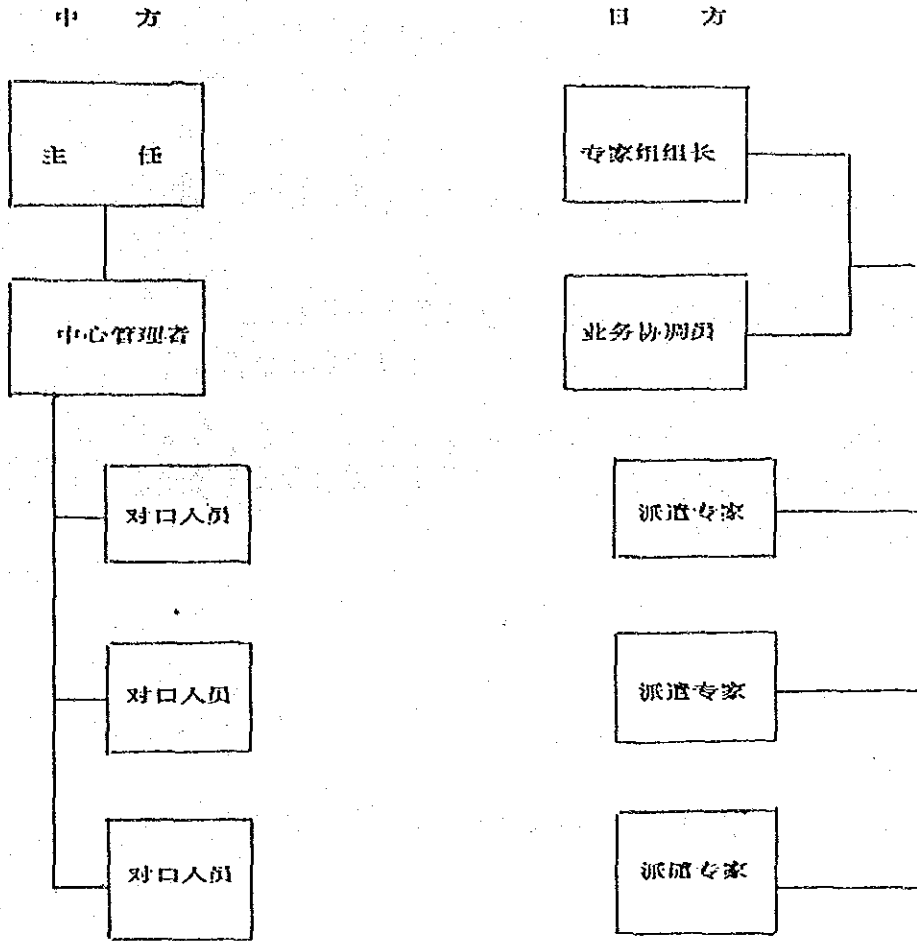 中 方
日 方
主 任
专家组组长
中心管理者
业务协调员
对口人员
派遣专家
对口人员
派遣专家
对口人员
派遣专家